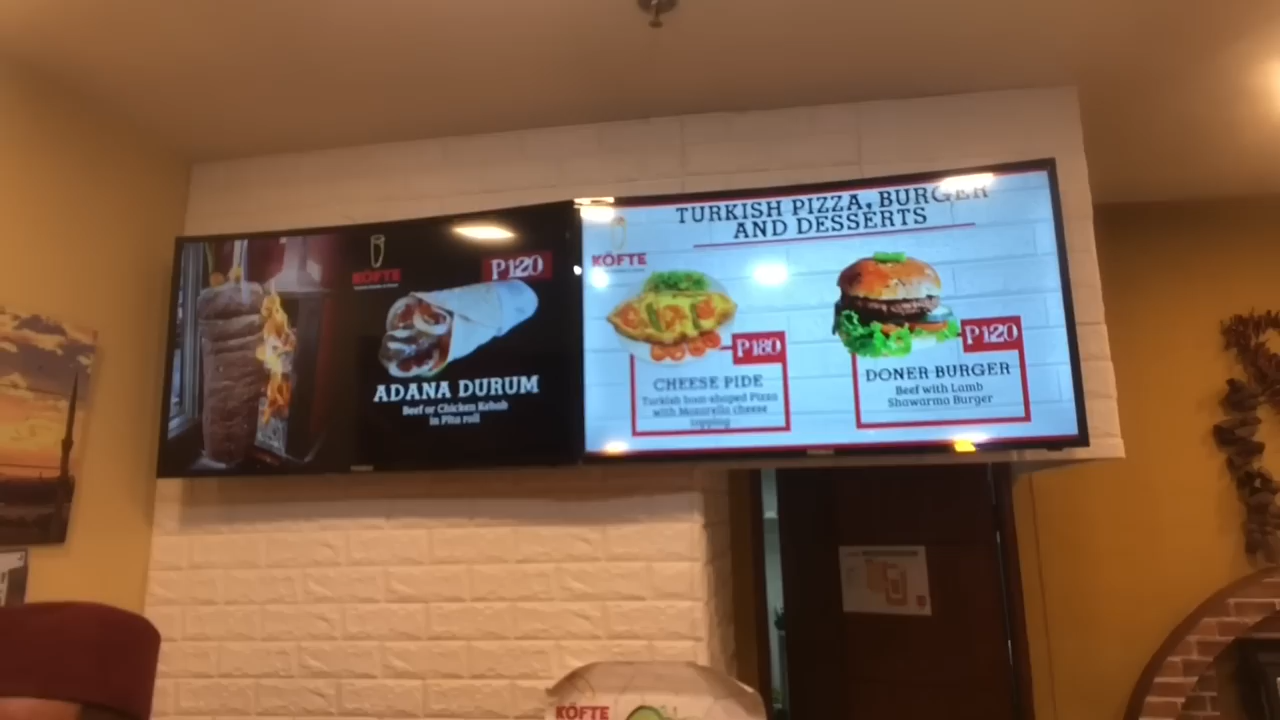 KÖFTE
P120
ADANA DURUM
Beef or Chicken Kebab
in Pita roll
TURKISH PIZZA, BURGER
AND DESSERTS
KÖFTE
P180
CHEESE PIDE
Turkish boat-shaped Pizza
with Mozarella cheese
topping
P120
DONER BURGER
Beef with Lamb
Shawarma Burger
KÖFTE